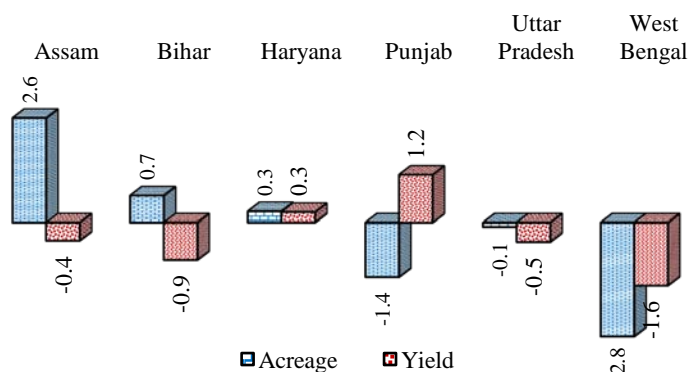 Assam
Bihar
Haryana
Punjab
Uttar
Pradesh
West
Bengal
2.6
-0.4
0.7
-0.9
0.3
0.3
-1.4
1.2
-0.1
-0.5
2.8
-1.6
Acreage
Yield